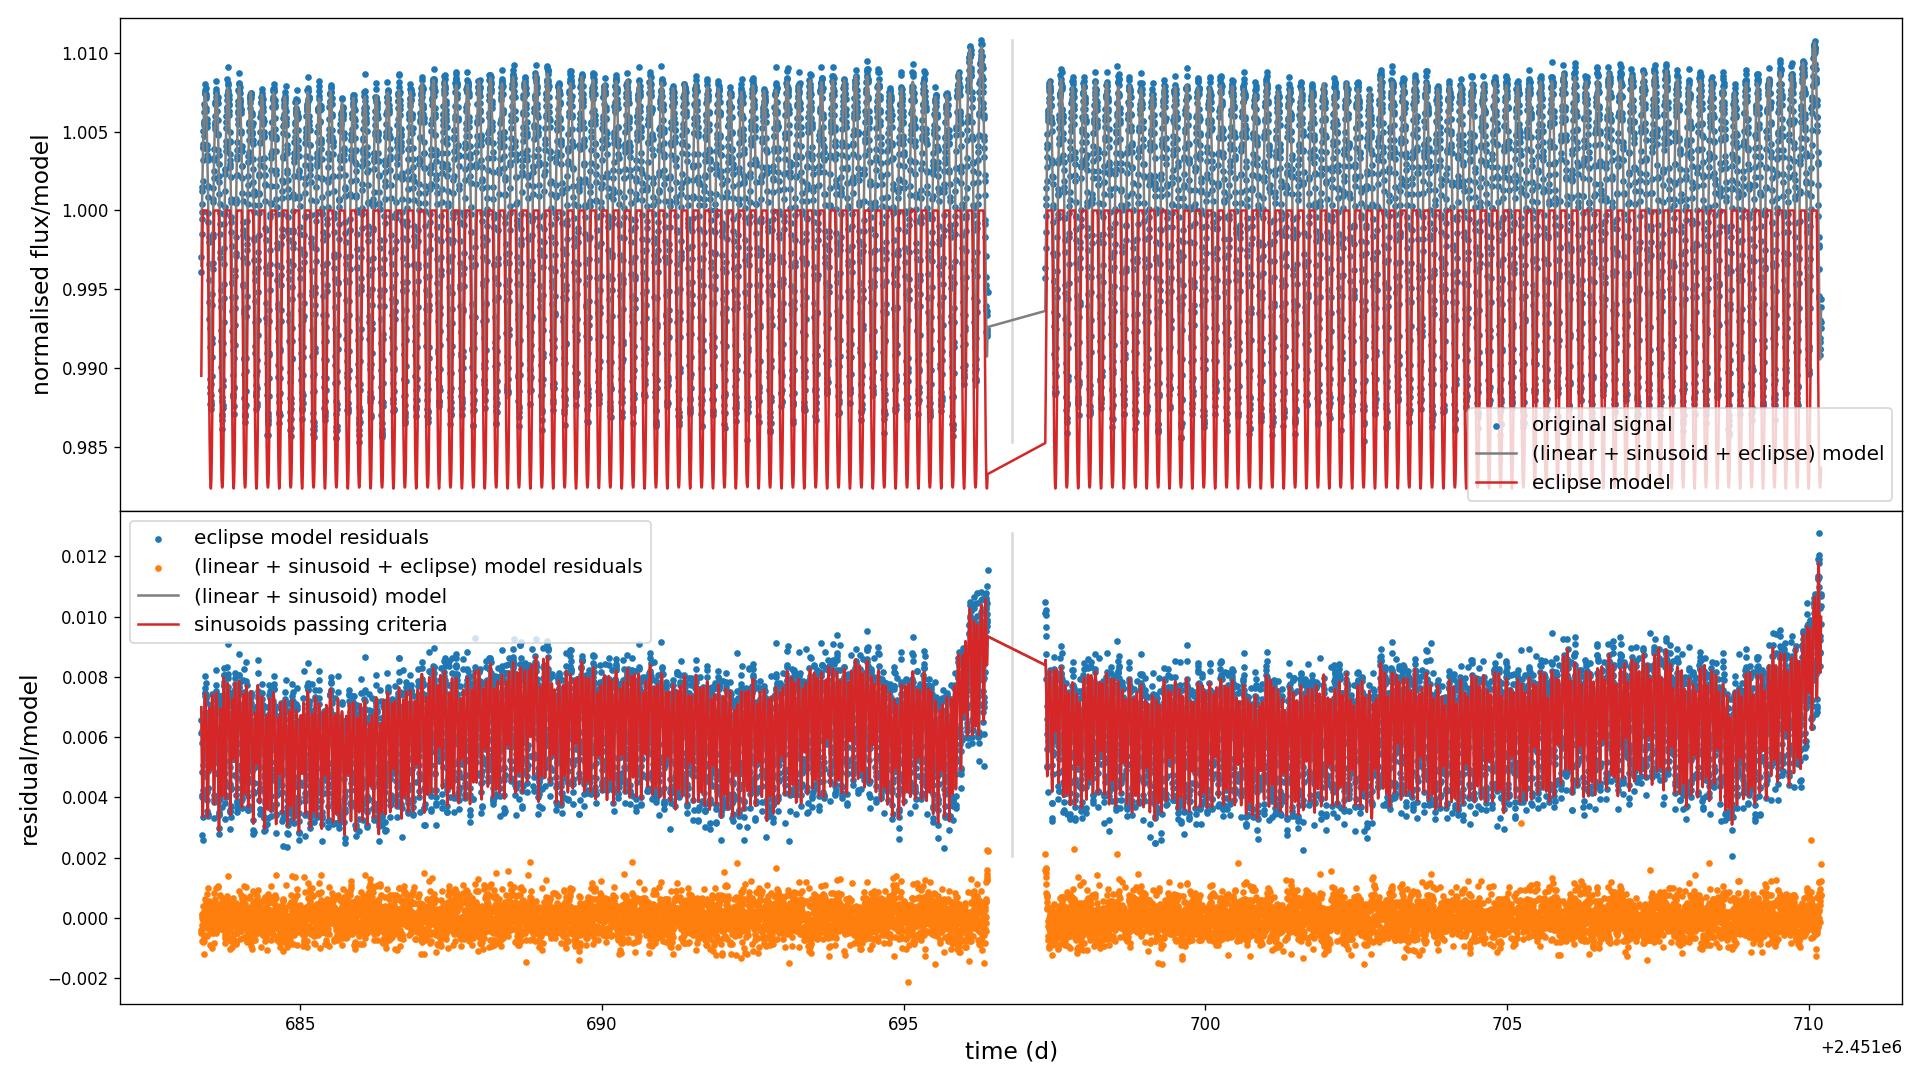 normalised flux/model
1.010
1.005
1.000
0.995
0.990
0.985
original signal
(linear + sinusoid + eclipse) model
eclipse model
residual/model
0.012
0.010
0.008
0.006
0.004
0.002
0.000
−0.002
eclipse model residuals
(linear + sinusoid + eclipse) model residuals
(linear + sinusoid) model
sinusoids passing criteria
685
690
695
700
705
710
time (d)
+2.451e6